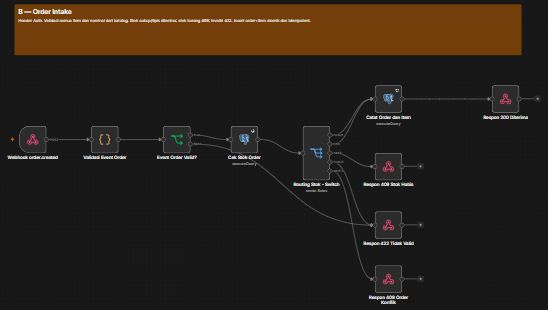 B — Order Intake
Header Auth. Validasi semua item dan nominal dari katalog. Stok cukup/tipis diterima; stok kosong 409; invalid 422. Insert order+item atomik dan idempotent.
Webhook order.created
Validasi Event Order
Event Order Valid?
Cek Stok Order
executeQuery
Routing Stok - Switch
mode: Rules
Catat Order dan Item
executeQuery
Respon 200 Diterima
Respon 409 Stok Habis
Respon 422 Tidak Valid
Respon 409 Order
Konflik